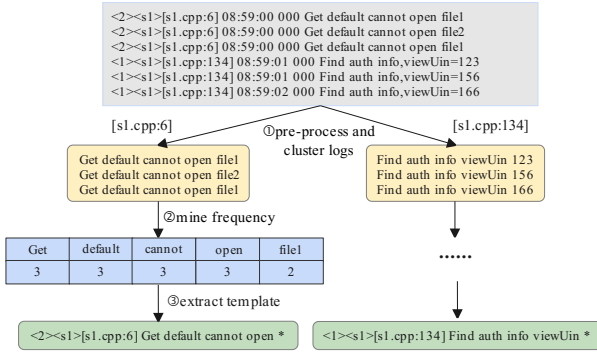 <2><s1>[s1.cpp:6] 08:59:00 000 Get default cannot open file1
<2><s1>[s1.cpp:6] 08:59:00 000 Get default cannot open file2
<2><s1>[s1.cpp:6] 08:59:00 000 Get default cannot open file1
<1><s1>[s1.cpp:134] 08:59:01 000 Find auth info,viewUin=123
<1><s1>[s1.cpp:134] 08:59:01 000 Find auth info,viewUin=156
<1><s1>[s1.cpp:134] 08:59:02 000 Find auth info,viewUin=166
[s1.cpp:6]
①pre-process and
cluster logs
[s1.cpp:134]
Get default cannot open file1
Get default cannot open file2
Get default cannot open file1
Find auth info viewUin 123
Find auth info viewUin 156
Find auth info viewUin 166
②mine frequency
Get default cannot open file1
3 3 3 3 2
......
③extract template
<2><s1>[s1.cpp:6] Get default cannot open *
<1><s1>[s1.cpp:134] Find auth info viewUin *